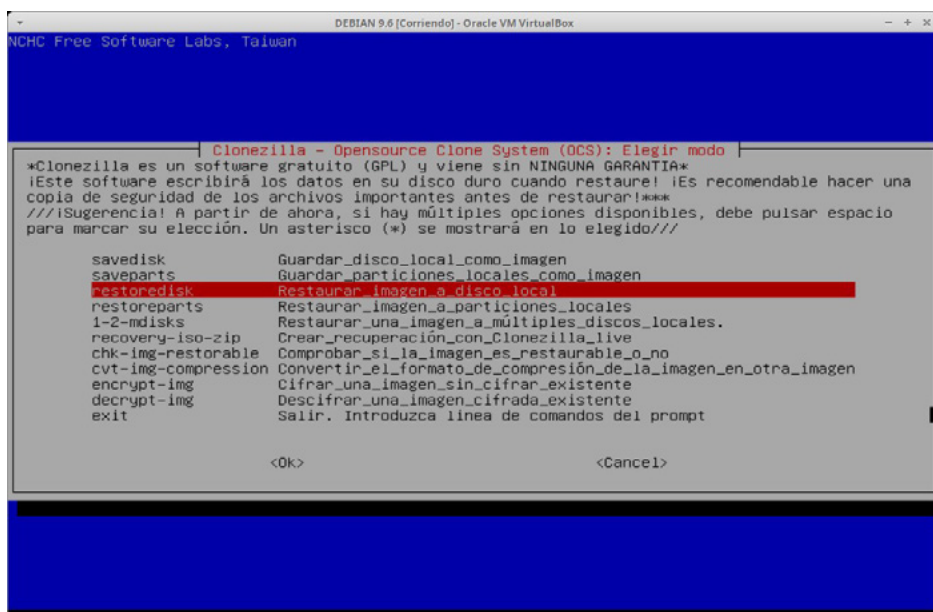 DEBIAN 9.6 [Corriendo] - Oracle VM VirtualBox
NCHC Free Software Labs, Taiwan
Clonezilla - Opensource Clone System (OCS): Elegir modo
*Clonezilla es un software gratuito (GPL) y viene sin NINGUNA GARANTIA*
¡Este software escribirá los datos en su disco duro cuando restaure! ¡Es recomendable hacer una
copia de seguridad de los archivos importantes antes de restaurar!***
///¡Sugerencia! A partir de ahora, si hay múltiples opciones disponibles, debe pulsar espacio
para marcar su elección. Un asterisco (*) se mostrará en lo elegido///
savedisk Guardar_disco_local_como_imagen
saveparts Guardar_particiones_locales_como_imagen
restoredisk Restaurar_imagen_a_disco_local
restoreparts Restaurar_imagen_a_particiones_locales
1-2-mdisks Restaurar_una_imagen_a_múltiples_discos_locales.
recovery-iso-zip Crear_recuperación_con_Clonezilla_live
chk-img-restorable Comprobar_si_la_imagen_es_restaurable_o_no
cvt-img-compression Convertir_el_formato_de_compresión_de_la_imagen_en_otra_imagen
encrypt-img Cifrar_una_imagen_sin_cifrar_existente
decrypt-img Descifrar_una_imagen_cifrada_existente
exit Salir. Introduzca línea de comandos del prompt
<Ok> <Cancel>